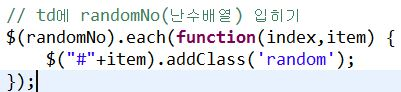 // td에 randomNo(난수배열) 입히기
$(randomNo).each(function(index,item) {
$("#"+item).addClass('random');
});